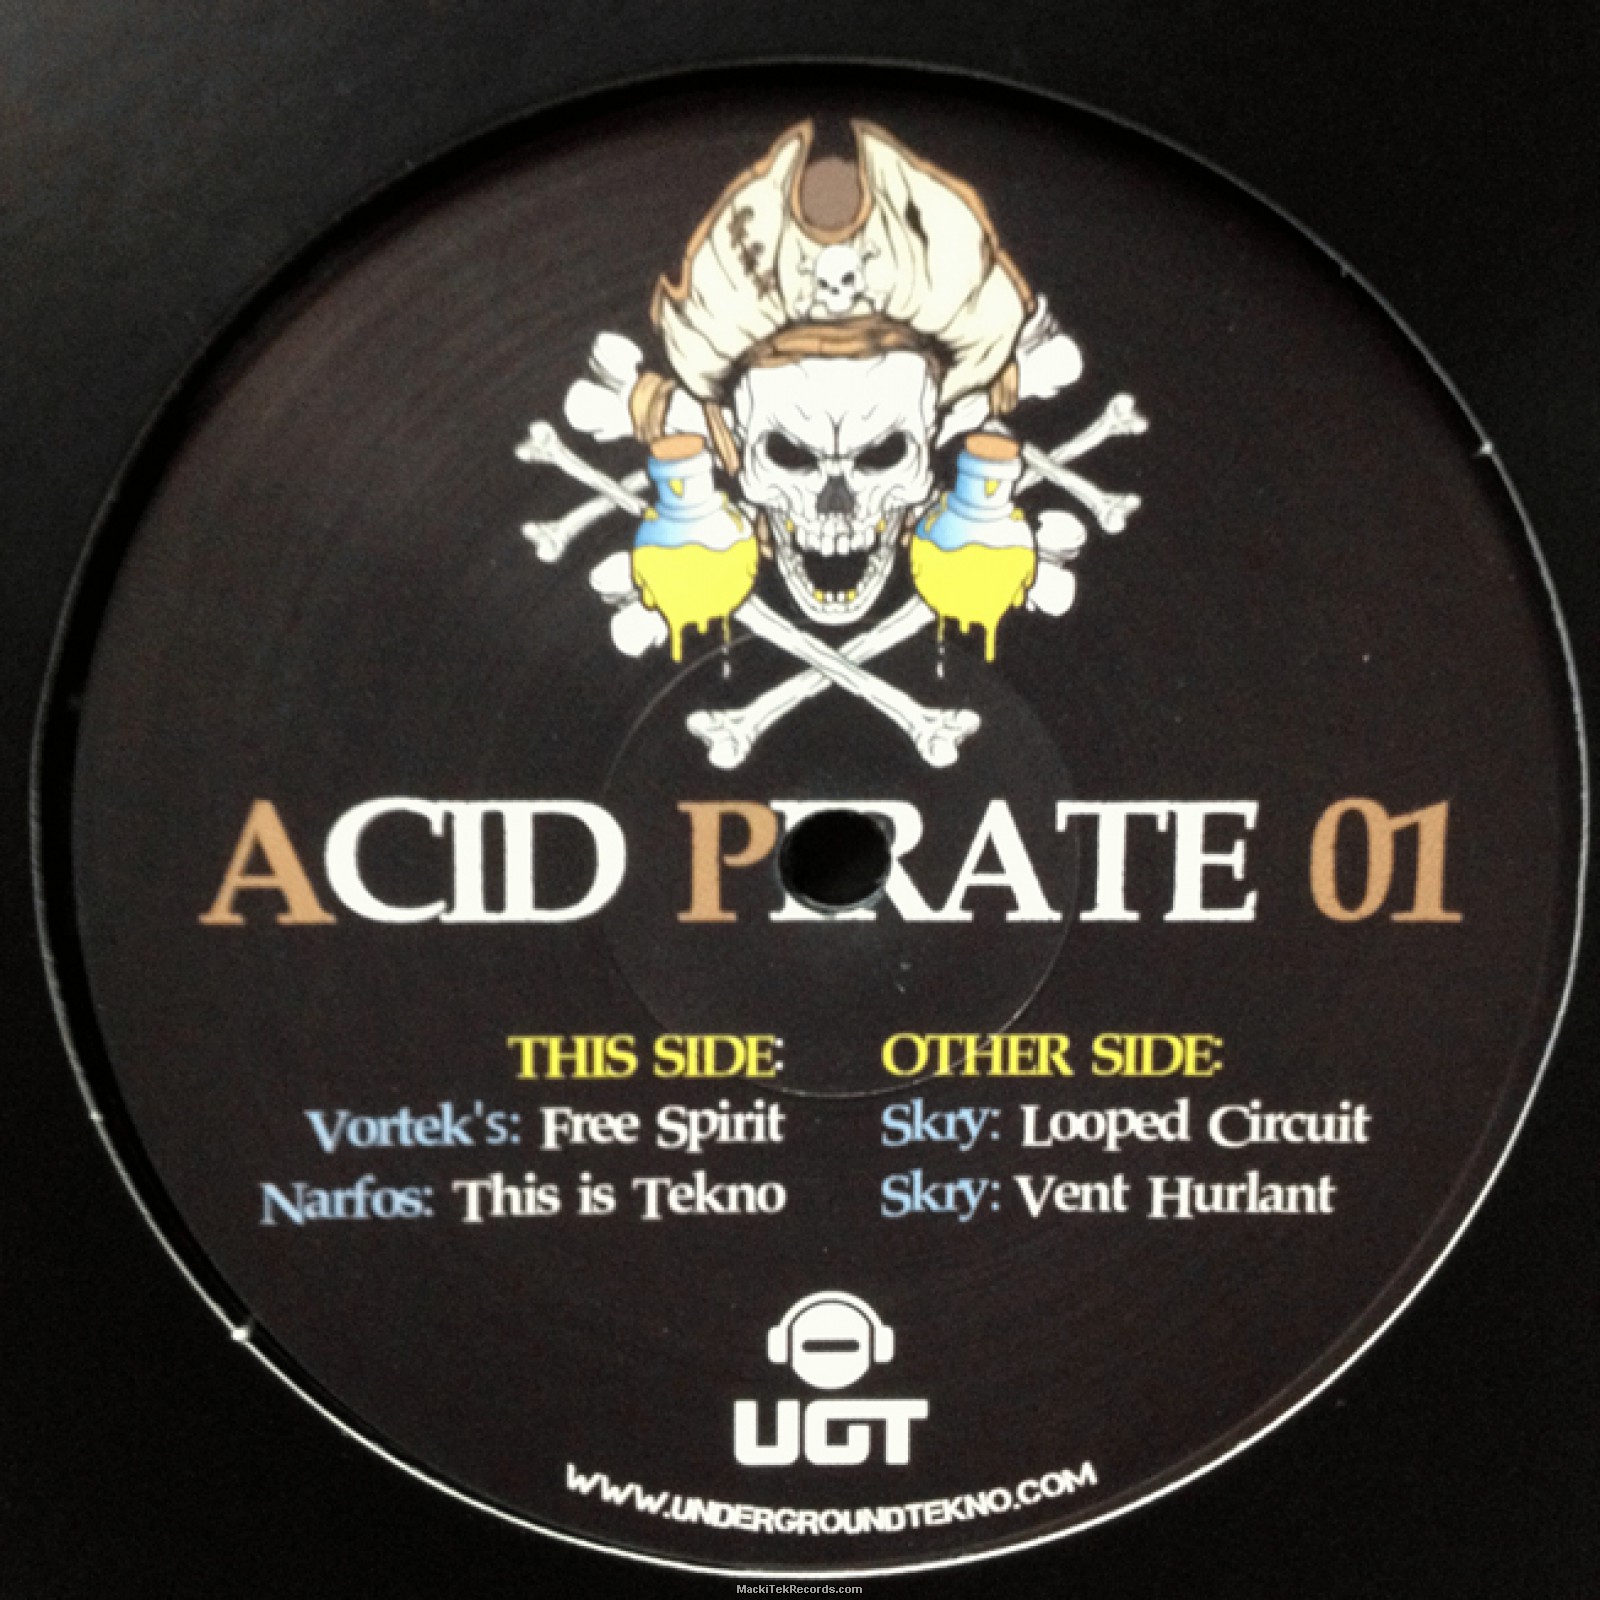 ACID PIRATE 01
THIS SIDE:
Vortek's: Free Spirit
Narfos: This is Tekno
OTHER SIDE:
Skry: Looped Circuit
Skry: Vent Hurlant
UGT
WWW.UNDERGROUNDTEKNO.COM
MackiTekRecords.com